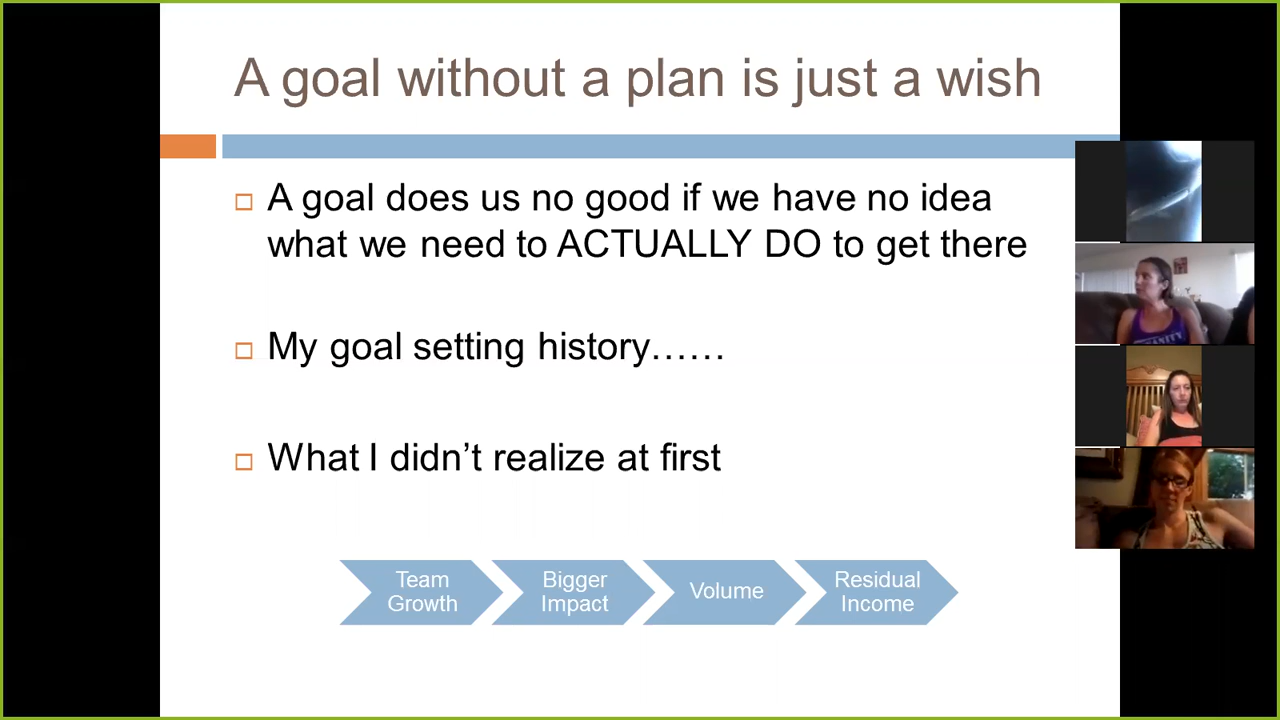 A goal without a plan is just a wish
A goal does us no good if we have no idea
what we need to ACTUALLY DO to get there
My goal setting history……
What I didn’t realize at first
Team
Growth
Bigger
Impact
Volume
Residual
Income